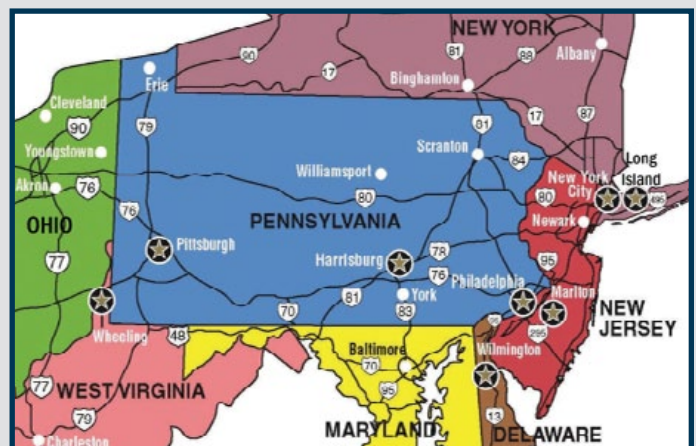 NEW YORK
81
88
Albany
90
17
Binghamton
Erie
Cleveland
79
90
17
87
81
Youngstown
Scranton
84
Long
Island
Williamsport
New York
City
Akron
76
80
80
495
76
PENNSYLVANIA
Newark
OHIO
Pittsburgh
Harrisburg
78
77
76
95
Philadelphia
Marlton
81
York
NEW
JERSEY
70
83
Wheeling
48
295
Baltimore
Wilmington
70
77
WEST VIRGINIA
95
79
13
MARYLAND
DELAWARE
Charleston